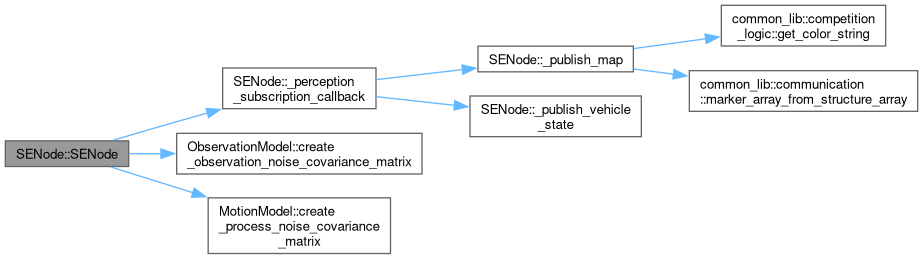 SENode::SENode
SENode::_perception
_subscription_callback
ObservationModel::create
_observation_noise_covariance_matrix
MotionModel::create
_process_noise_covariance
_matrix
SENode::_publish_map
SENode::_publish_vehicle
_state
common_lib::competition
_logic::get_color_string
common_lib::communication
::marker_array_from_structure_array